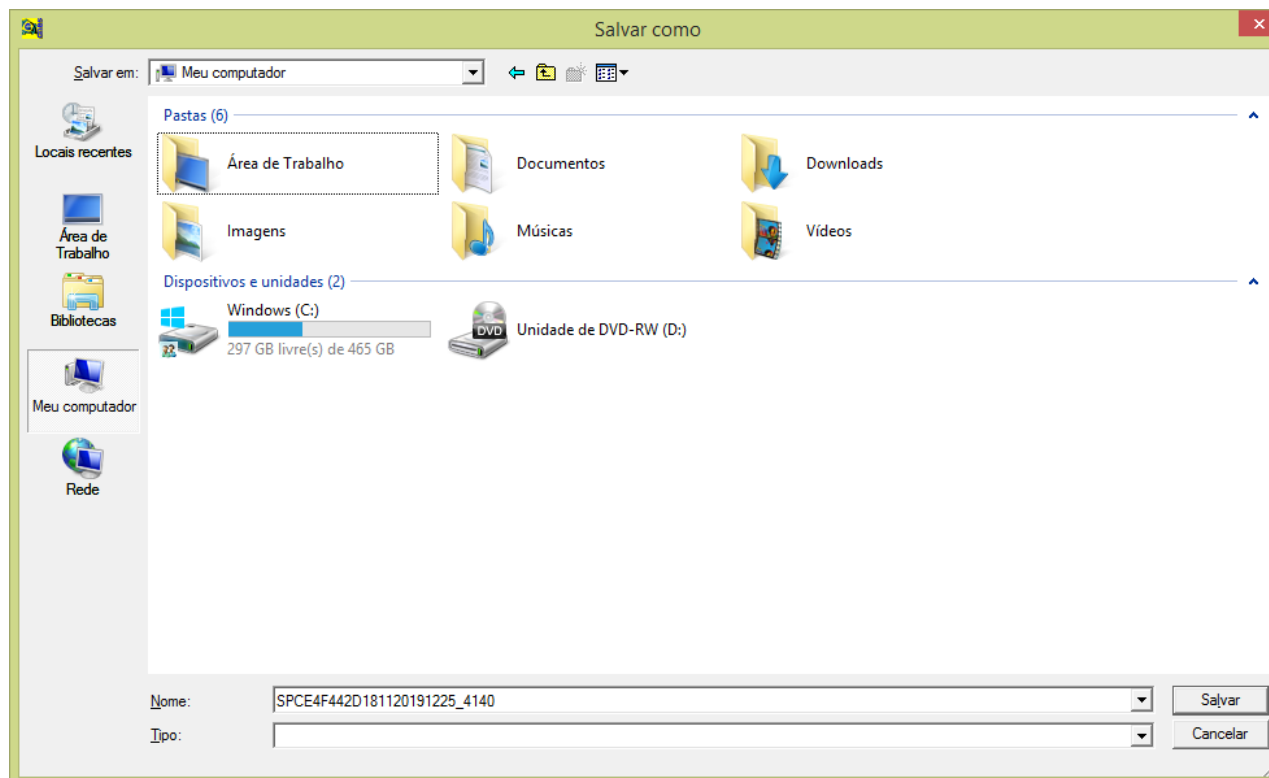 Salvar como
Salvar em: Meu computador
Locais recentes
Área de
Trabalho
Bibliotecas
Meu computador
Rede
Pastas (6)
Área de Trabalho
Documentos
Downloads
Imagens
Músicas
Vídeos
Dispositivos e unidades (2)
Windows (C:)
297 GB livre(s) de 465 GB
DVD
Unidade de DVD-RW (D:)
Nome: SPCE4F442D181120191225_4140
Salvar
Tipo:
Cancelar